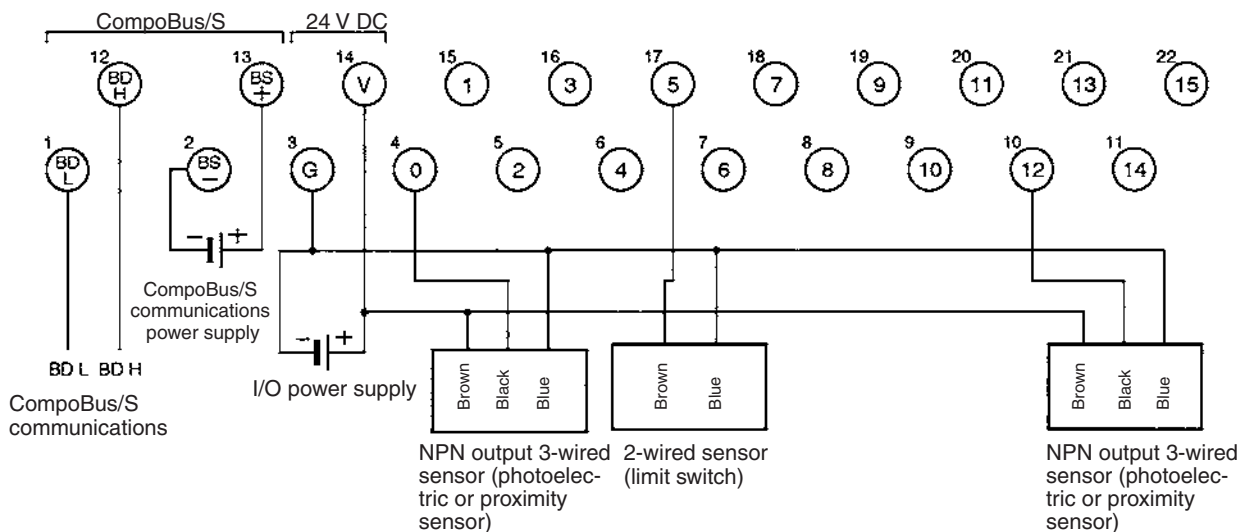 CompoBus/S
24 V DC
12 13 14 15 16 17 18 19 20 21 22
BD H
BS +
V
1
3
5
7
9
11
13
15
1 2 3 4 5 6 7 8 9 10 11
BD L
BS −
G
0
2
4
6
8
10
12
14
− +
CompoBus/S
communications
power supply
− +
I/O power supply
BD L BD H
CompoBus/S
communications
Brown
Black
Blue
NPN output 3-wired
sensor (photoelec-
tric or proximity
sensor)
Brown
Blue
2-wired sensor
(limit switch)
Brown
Black
Blue
NPN output 3-wired
sensor (photoelec-
tric or proximity
sensor)